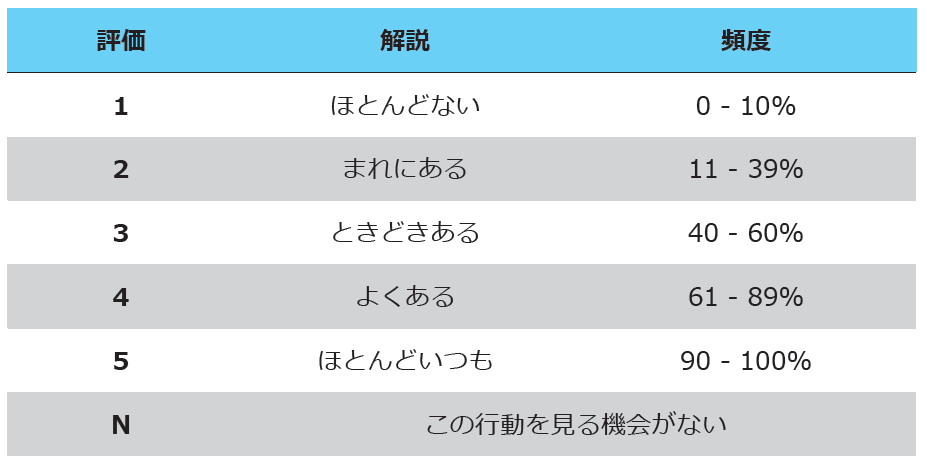 評価 解説 頻度
1 ほとんどない 0 - 10%
2 まれにある 11 - 39%
3 ときどきある 40 - 60%
4 よくある 61 - 89%
5 ほとんどいつも 90 - 100%
N この行動を見る機会がない